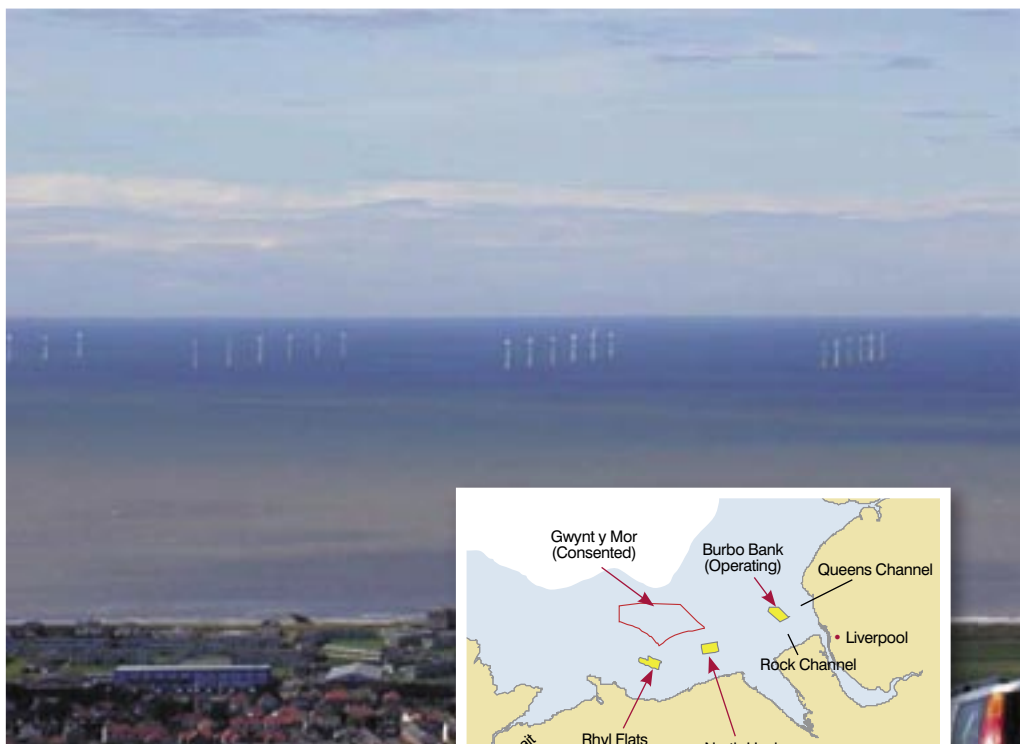 Gwynt y Mor
(Consented)
Burbo Bank
(Operating)
Queens Channel
Liverpool
Rock Channel
Rhyl Flats